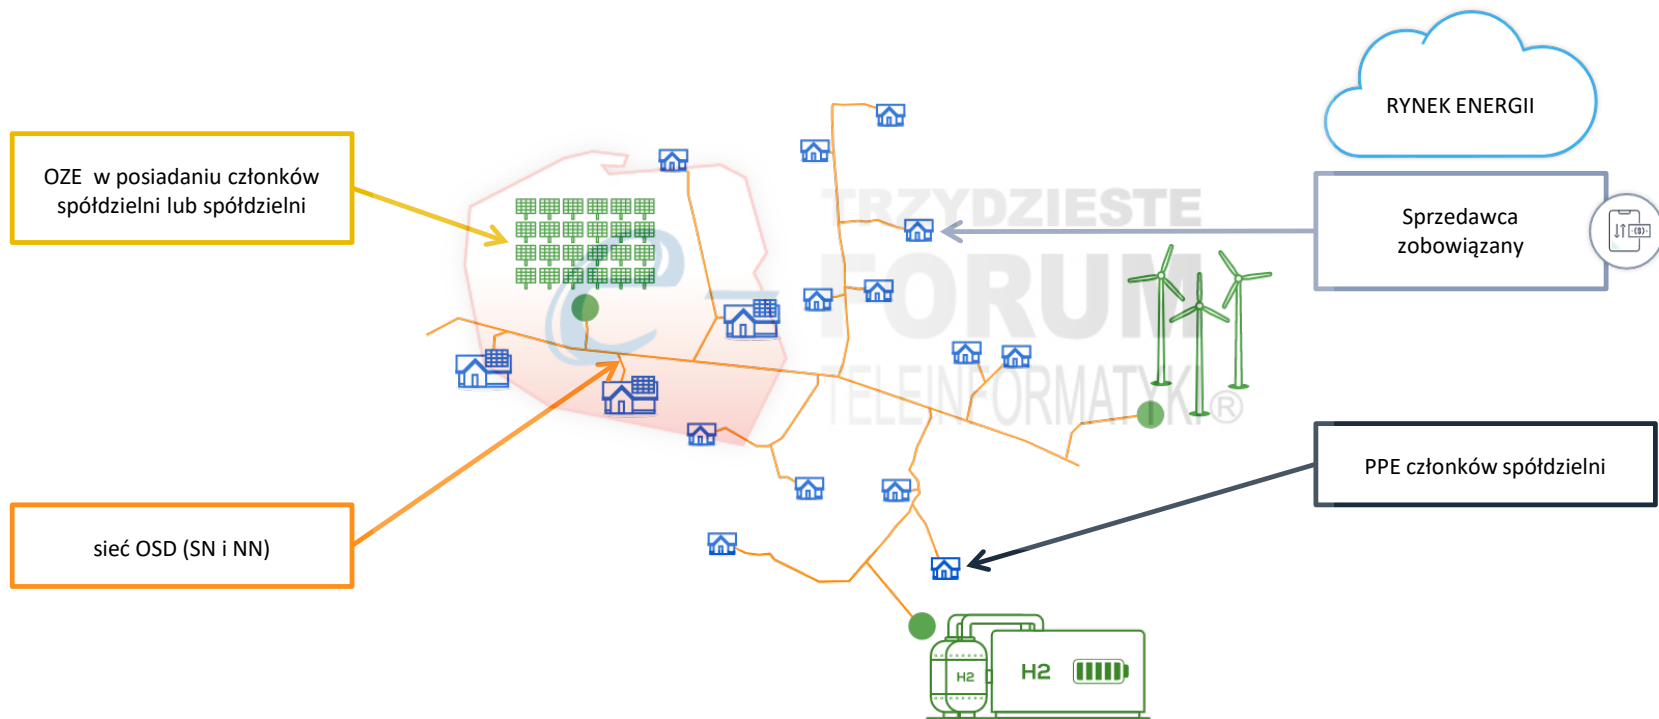 RYNEK ENERGII
OZE w posiadaniu członków
spółdzielni lub spółdzielni
Sprzedawca
zobowiązany
TRZYDZIESTE
FORUM
TELEINFORMATYKI ®
PPE członków spółdzielni
sieć OSD (SN i NN)
H2
H2